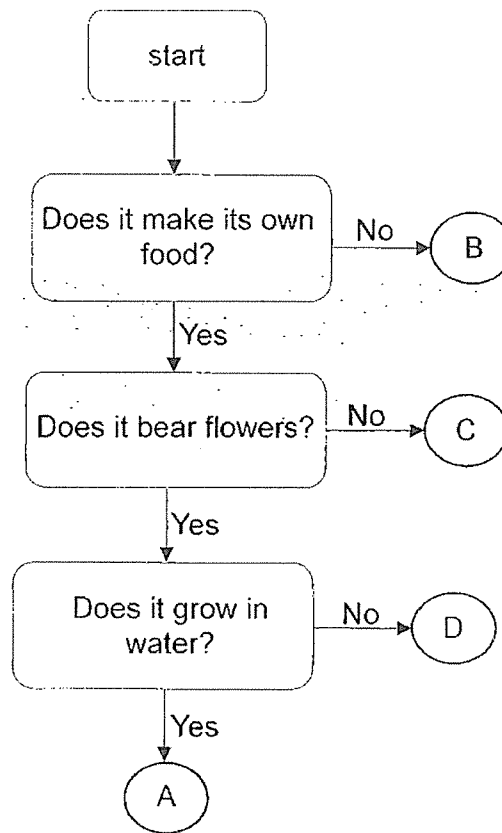 start
Does it make its own
food?
No
B
Yes
Does it bear flowers?
No
C
Yes
Does it grow in
water?
No
D
Yes
A